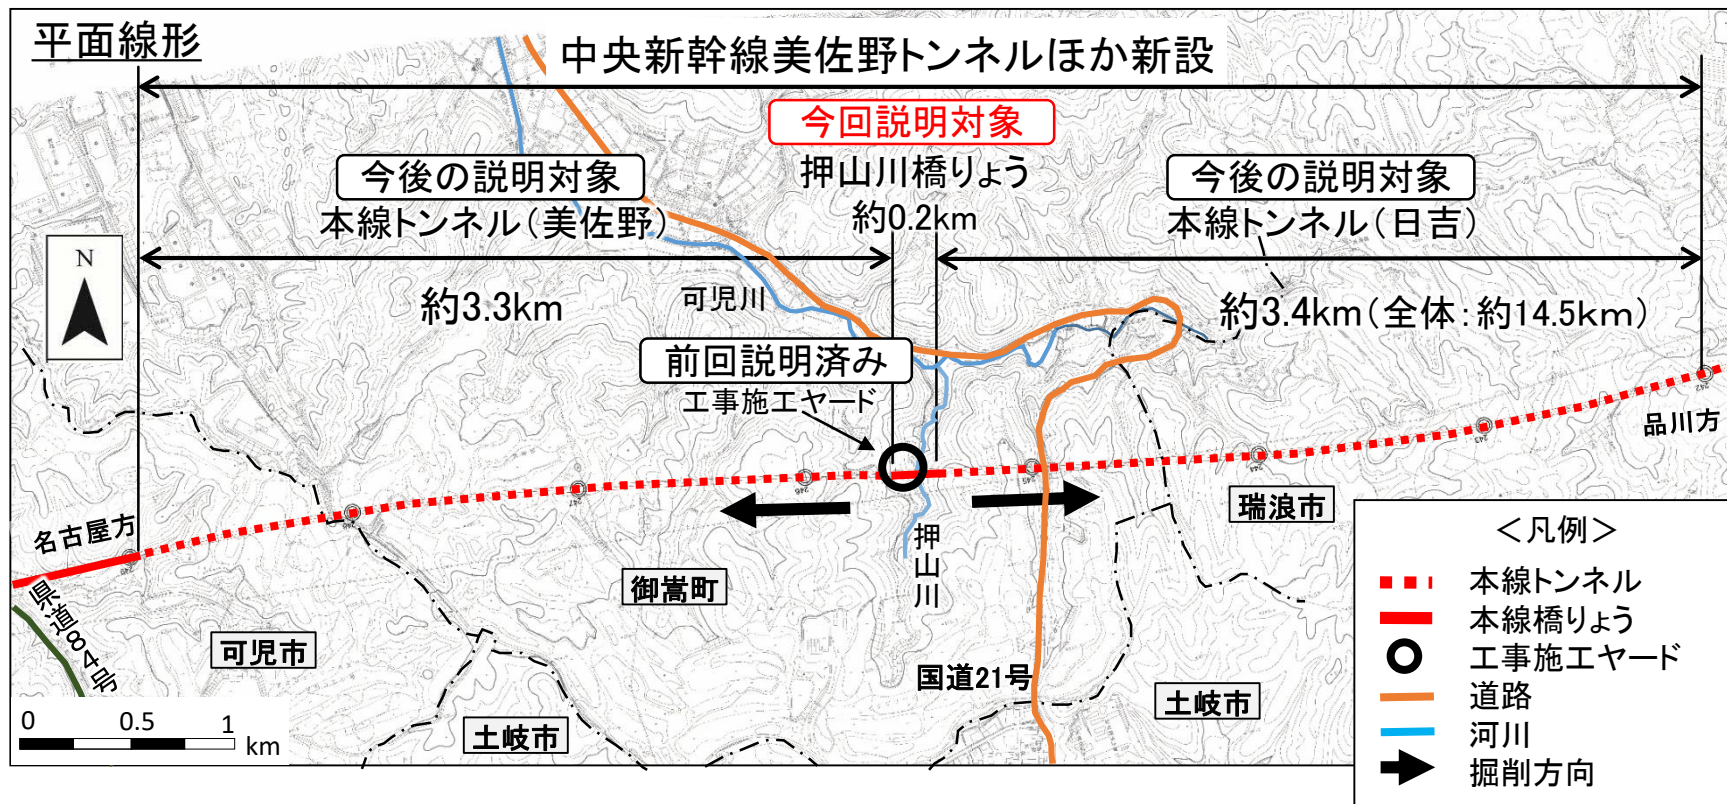 平面線形
中央新幹線美佐野トンネルほか新設
今回説明対象
今後の説明対象
押山川橋りょう
今後の説明対象
本線トンネル（美佐野）
約0.2km
本線トンネル（日吉）
N
約3.3km
可児川
約3.4km（全体：約14.5km）
前回説明済み
工事施工ヤード
品川方
242
243
244
245
246
247
名古屋方
瑞浪市
押山川
御嵩町
県道84号
可児市
国道21号
土岐市
土岐市
0 0.5 1
km
＜凡例＞
本線トンネル
本線橋りょう
工事施工ヤード
道路
河川
掘削方向